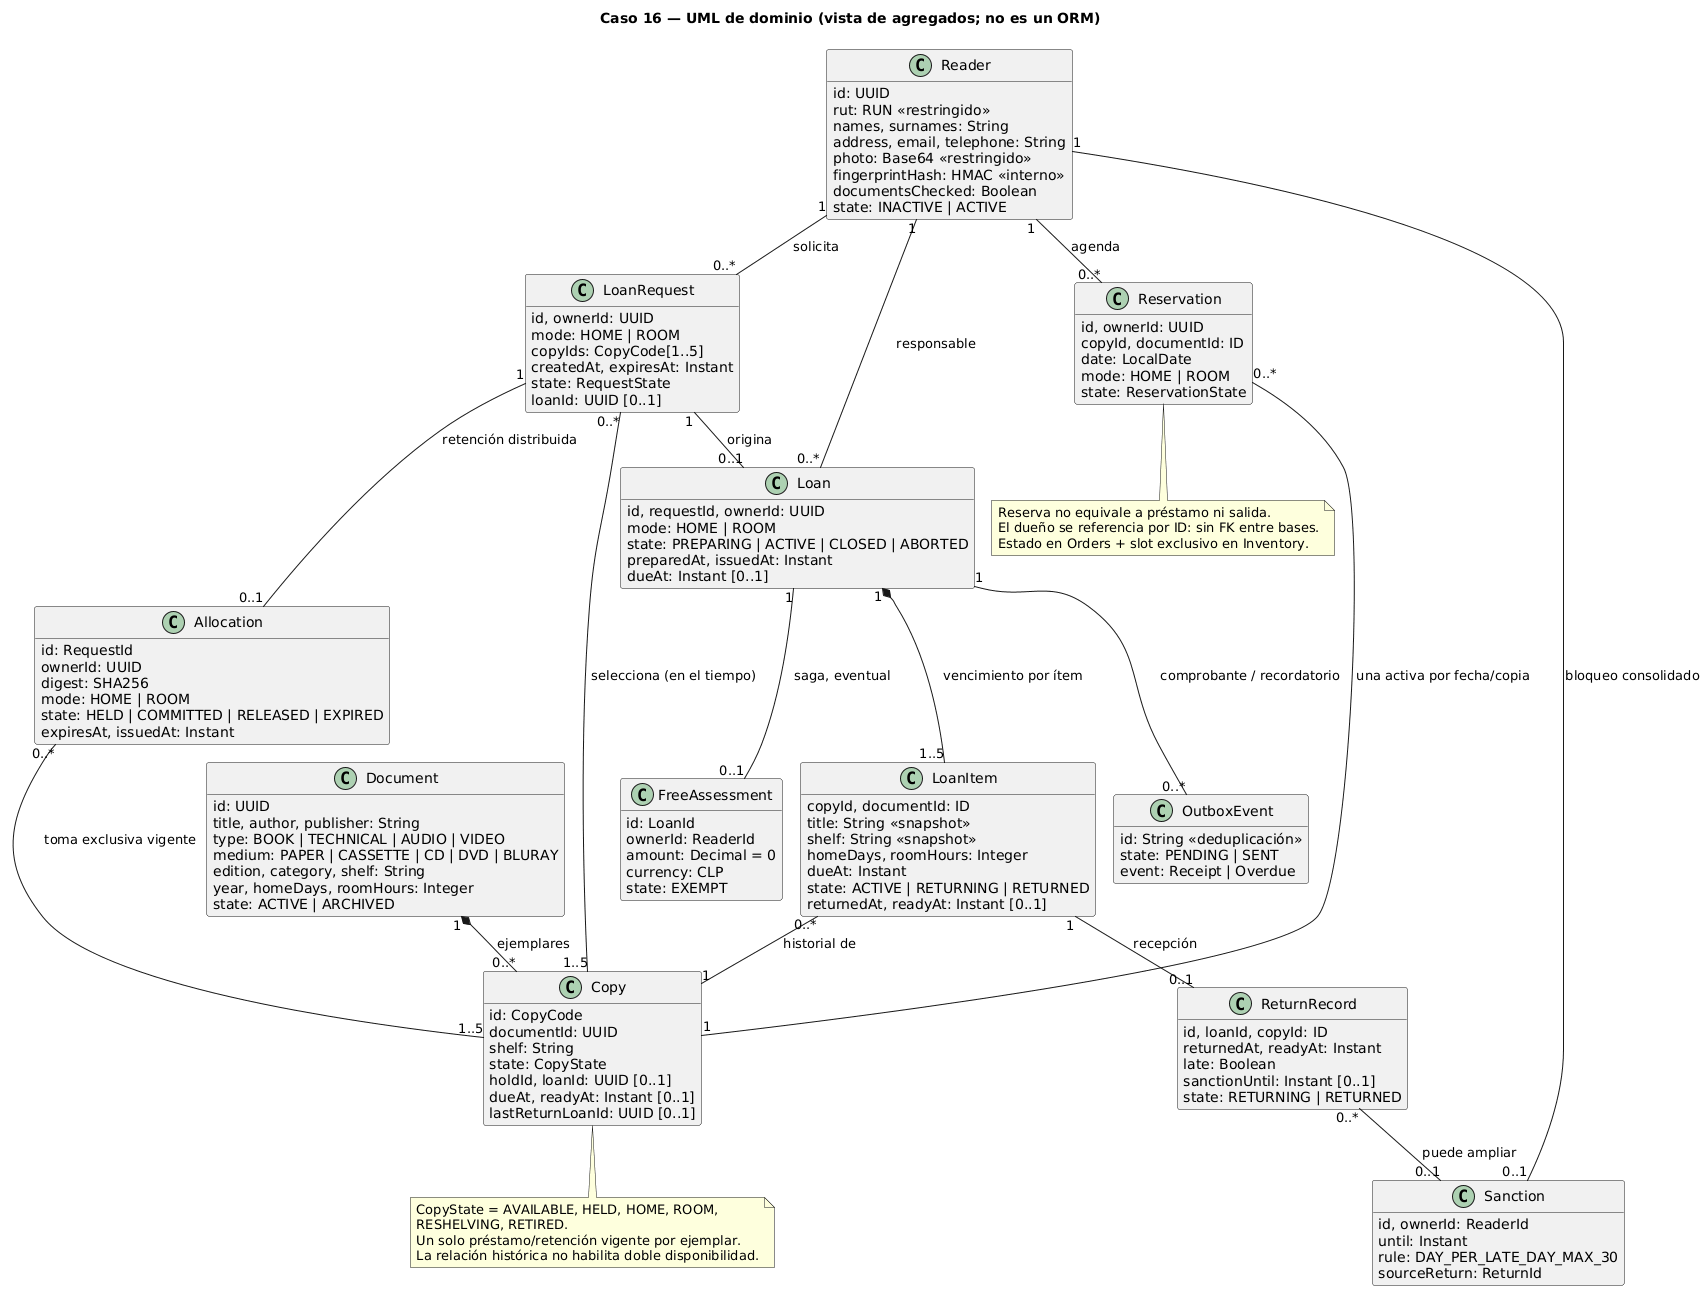 Caso 16 — UML de dominio (vista de agregados; no es un ORM)
C Reader
id: UUID
rut: RUN «restringido»
names, surnames: String
address, email, telephone: String
photo: Base64 «restringido»
fingerprintHash: HMAC «interno»
documentsChecked: Boolean
state: INACTIVE | ACTIVE
1
1
1
1
solicita
agenda
0..*
0..*
C LoanRequest
id, ownerId: UUID
mode: HOME | ROOM
copyIds: CopyCode[1..5]
createdAt, expiresAt: Instant
state: RequestState
loanId: UUID [0..1]
C Reservation
id, ownerId: UUID
copyId, documentId: ID
date: LocalDate
mode: HOME | ROOM
state: ReservationState
responsable
1
0..*
0..*
1
retención distribuida
origina
0..1
0..*
C Loan
id, requestId, ownerId: UUID
mode: HOME | ROOM
state: PREPARING | ACTIVE | CLOSED | ABORTED
preparedAt, issuedAt: Instant
dueAt: Instant [0..1]
Reserva no equivale a préstamo ni salida.
El dueño se referencia por ID: sin FK entre bases.
Estado en Orders + slot exclusivo en Inventory.
0..1
1
1
1
C Allocation
id: RequestId
ownerId: UUID
digest: SHA256
mode: HOME | ROOM
state: HELD | COMMITTED | RELEASED | EXPIRED
expiresAt, issuedAt: Instant
selecciona (en el tiempo)
saga, eventual
vencimiento por ítem
comprobante / recordatorio
una activa por fecha/copia
bloqueo consolidado
0..*
0..1
1..5
0..*
toma exclusiva vigente
C Document
id: UUID
title, author, publisher: String
type: BOOK | TECHNICAL | AUDIO | VIDEO
medium: PAPER | CASSETTE | CD | DVD | BLURAY
edition, category, shelf: String
year, homeDays, roomHours: Integer
state: ACTIVE | ARCHIVED
C FreeAssessment
id: LoanId
ownerId: ReaderId
amount: Decimal = 0
currency: CLP
state: EXEMPT
C LoanItem
copyId, documentId: ID
title: String «snapshot»
shelf: String «snapshot»
homeDays, roomHours: Integer
dueAt: Instant
state: ACTIVE | RETURNING | RETURNED
returnedAt, readyAt: Instant [0..1]
C OutboxEvent
id: String «deduplicación»
state: PENDING | SENT
event: Receipt | Overdue
1
0..*
1
ejemplares
historial de
recepción
0..*
1..5
1
0..1
1..5
1
C Copy
id: CopyCode
documentId: UUID
shelf: String
state: CopyState
holdId, loanId: UUID [0..1]
dueAt, readyAt: Instant [0..1]
lastReturnLoanId: UUID [0..1]
C ReturnRecord
id, loanId, copyId: ID
returnedAt, readyAt: Instant
late: Boolean
sanctionUntil: Instant [0..1]
state: RETURNING | RETURNED
0..*
puede ampliar
0..1
0..1
CopyState = AVAILABLE, HELD, HOME, ROOM,
RESHELVING, RETIRED.
Un solo préstamo/retención vigente por ejemplar.
La relación histórica no habilita doble disponibilidad.
C Sanction
id, ownerId: ReaderId
until: Instant
rule: DAY_PER_LATE_DAY_MAX_30
sourceReturn: ReturnId